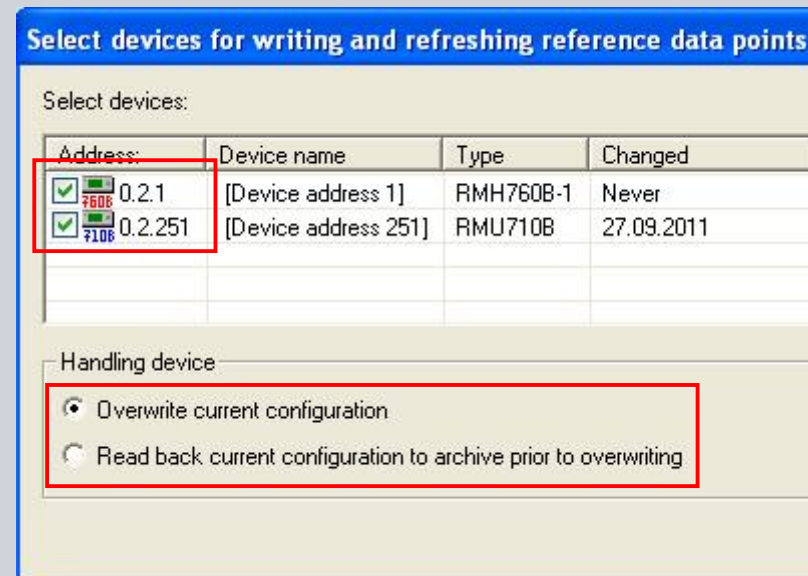 Select devices for writing and refreshing reference data points
Select devices:
Address: Device name Type Changed
760B 0.2.1 [Device address 1] RMH760B-1 Never
710B 0.2.251 [Device address 251] RMU710B 27.09.2011
Handling device
Overwrite current configuration
Read back current configuration to archive prior to overwriting